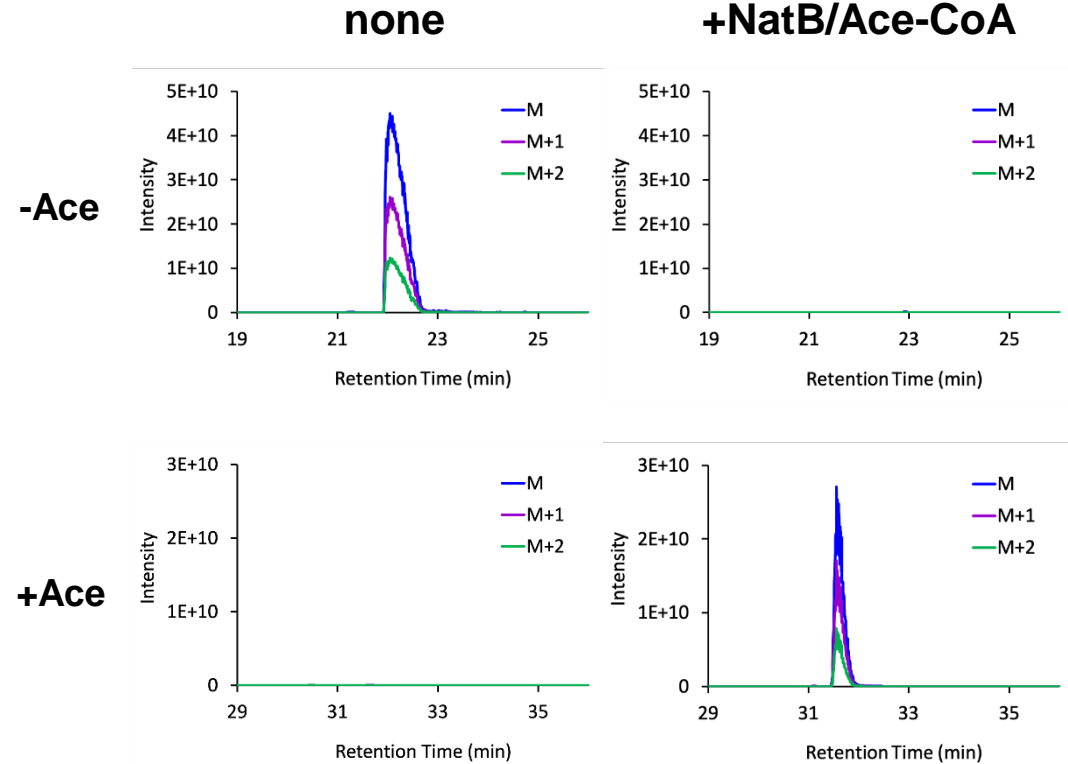 none +NatB/Ace-CoA
-Ace
5E+10
4E+10
3E+10
2E+10
1E+10
0
Intensity
M
M+1
M+2
19 21 23 25
Retention Time (min)
5E+10
4E+10
3E+10
2E+10
1E+10
0
Intensity
M
M+1
M+2
19 21 23 25
Retention Time (min)
+Ace
3E+10
2E+10
1E+10
0
Intensity
M
M+1
M+2
29 31 33 35
Retention Time (min)
3E+10
2E+10
1E+10
0
Intensity
M
M+1
M+2
29 31 33 35
Retention Time (min)